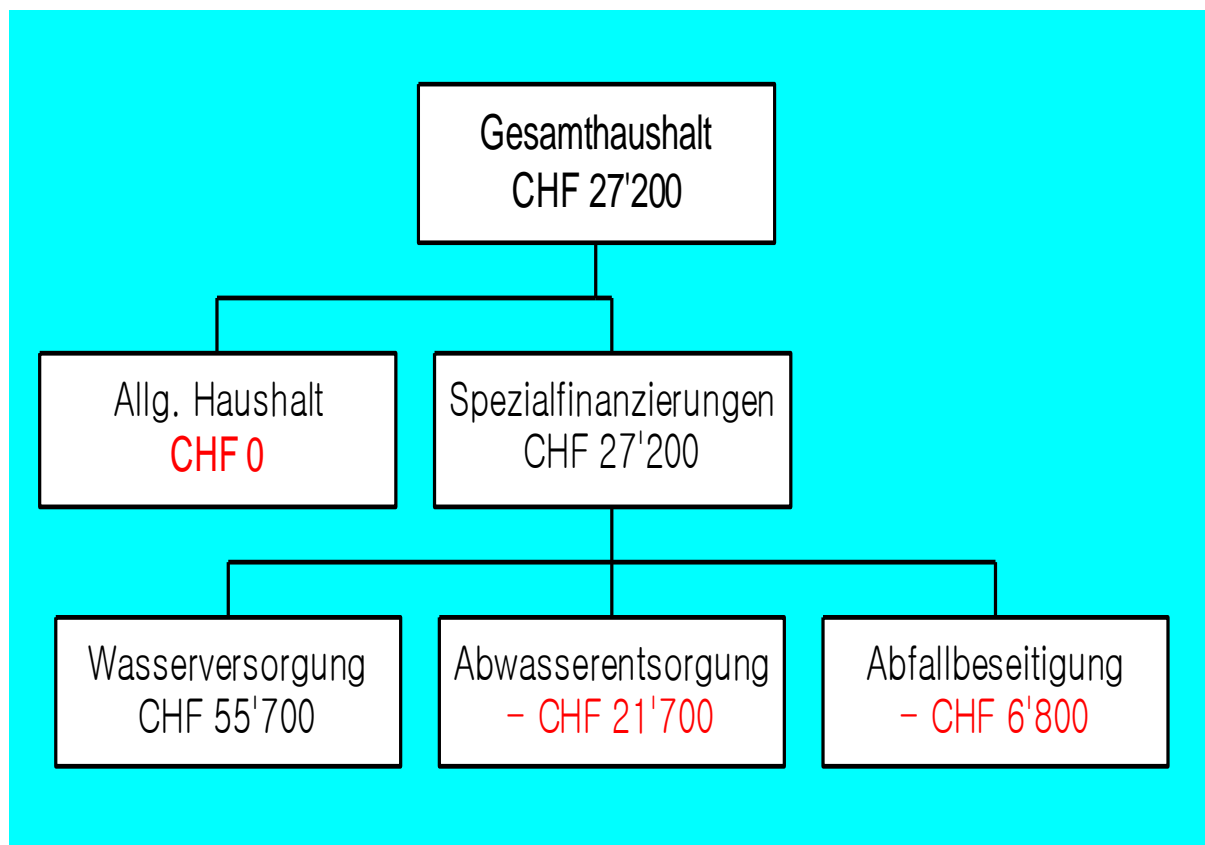 Gesamthaushalt
CHF 27'200
Allg. Haushalt
CHF 0
Spezialfinanzierungen
CHF 27'200
Wasserversorgung
CHF 55'700
Abwasserentsorgung
- CHF 21'700
Abfallbeseitigung
- CHF 6'800